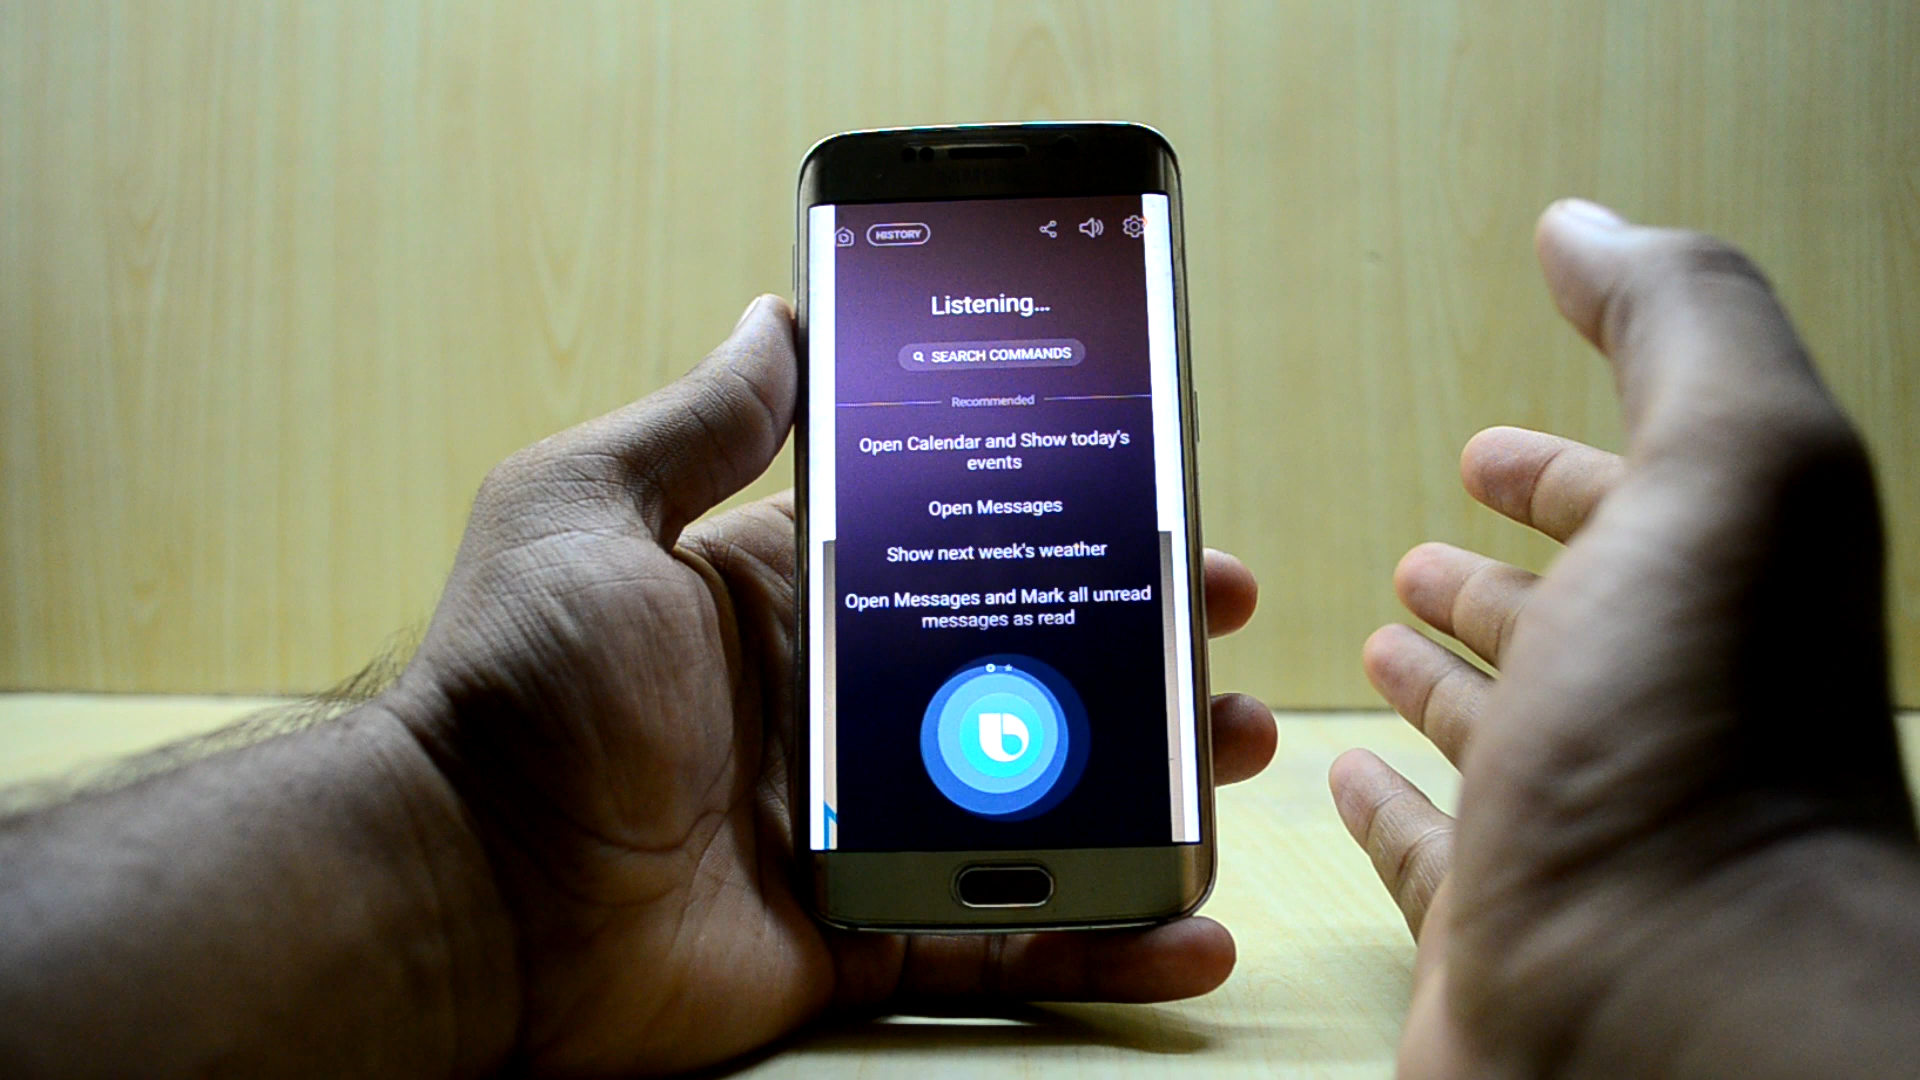 HISTORY
Listening...
SEARCH COMMANDS
Recommended
Open Calendar and Show today's
events
Open Messages
Show next week's weather
Open Messages and Mark all unread
messages as read